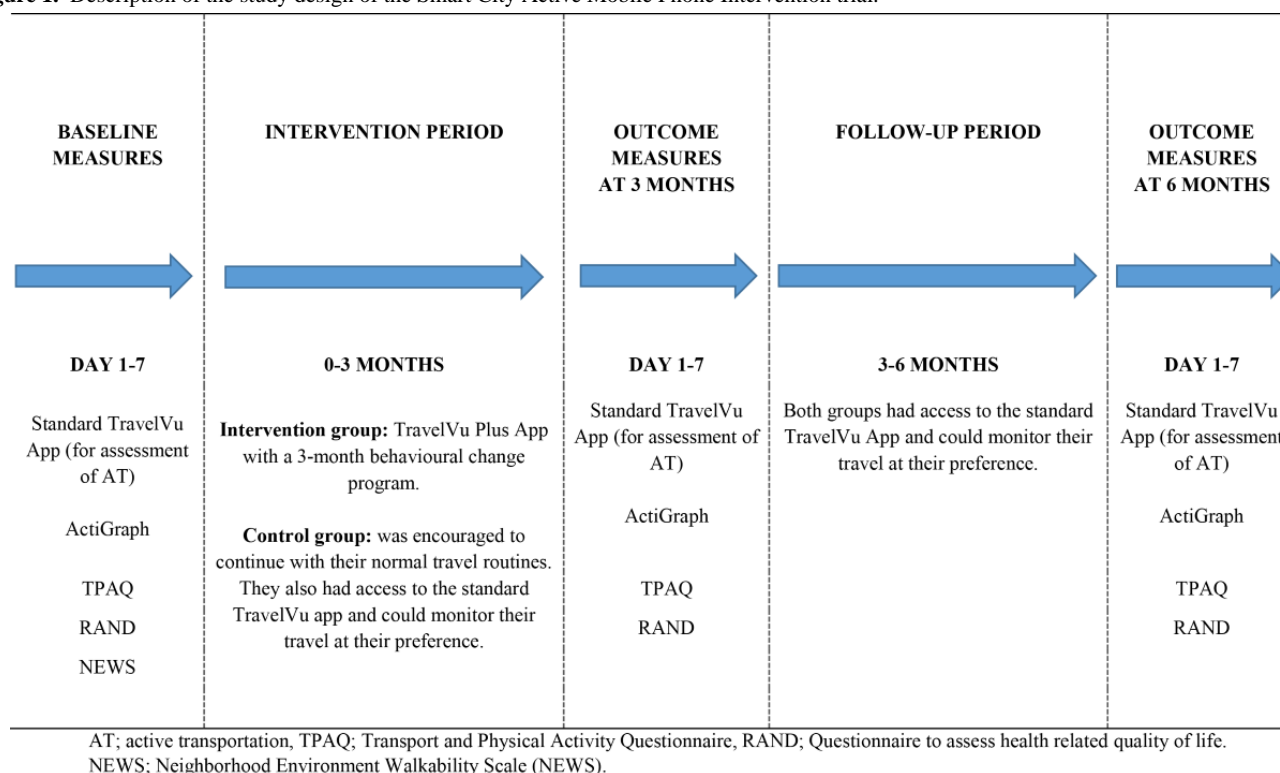 Figure 1. Description of the study design of the Smart City Active Mobile Phone Intervention trial.
BASELINE
MEASURES
INTERVENTION PERIOD
OUTCOME
MEASURES
AT 3 MONTHS
FOLLOW-UP PERIOD
OUTCOME
MEASURES
AT 6 MONTHS
DAY 1-7
0-3 MONTHS
DAY 1-7
3-6 MONTHS
DAY 1-7
Standard TravelVu
App (for assessment
of AT)
ActiGraph
TPAQ
RAND
NEWS
Intervention group: TravelVu Plus App
with a 3-month behavioural change
program.
Control group: was encouraged to
continue with their normal travel routines.
They also had access to the standard
TravelVu app and could monitor their
travel at their preference.
Standard TravelVu
App (for assessment of
AT)
ActiGraph
TPAQ
RAND
Both groups had access to the standard
TravelVu App and could monitor their
travel at their preference.
Standard TravelVu
App (for assessment
of AT)
ActiGraph
TPAQ
RAND
AT; active transportation, TPAQ; Transport and Physical Activity Questionnaire, RAND; Questionnaire to assess health related quality of life.
NEWS; Neighborhood Environment Walkability Scale (NEWS).